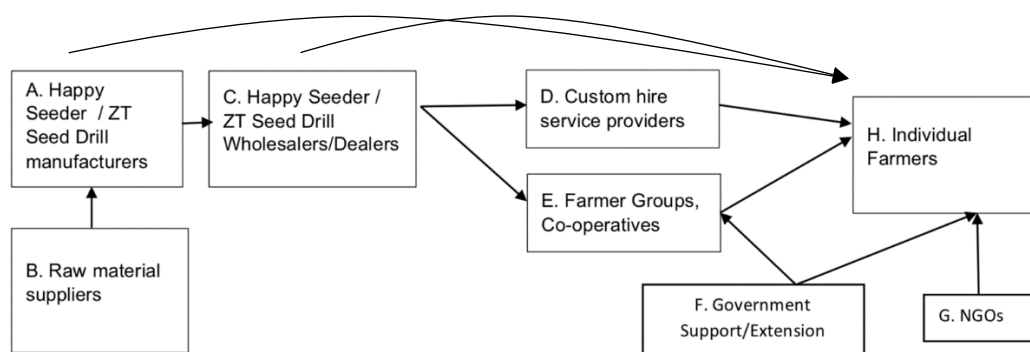 A. Happy
Seeder / ZT
Seed Drill
manufacturers
C. Happy Seeder /
ZT Seed Drill
Wholesalers/Dealers
D. Custom hire
service providers
H. Individual
Farmers
E. Farmer Groups,
Co-operatives
B. Raw material
suppliers
F. Government
Support/Extension
G. NGOs